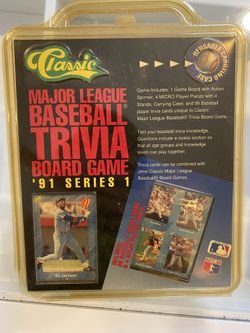 Classic
REUSABLE CARRYING CASE
MAJOR LEAGUE
BASEBALL®
TRIVIA
BOARD GAME
'91 SERIES 1
Game Includes: 1 Game Board with Action
Spinner, 4 MICRO Player Pieces with 4
Stands, Carrying Case, and 99 Baseball
player trivia cards unique to Classic
Major League Baseball® Trivia Board Game.
Test your baseball trivia knowledge.
Questions include a rookie section so
that all age groups and knowledge
levels can play together.
Trivia cards can be combined with
other Classic Major League
Baseball® Trivia Board Games.
Bo Jackson